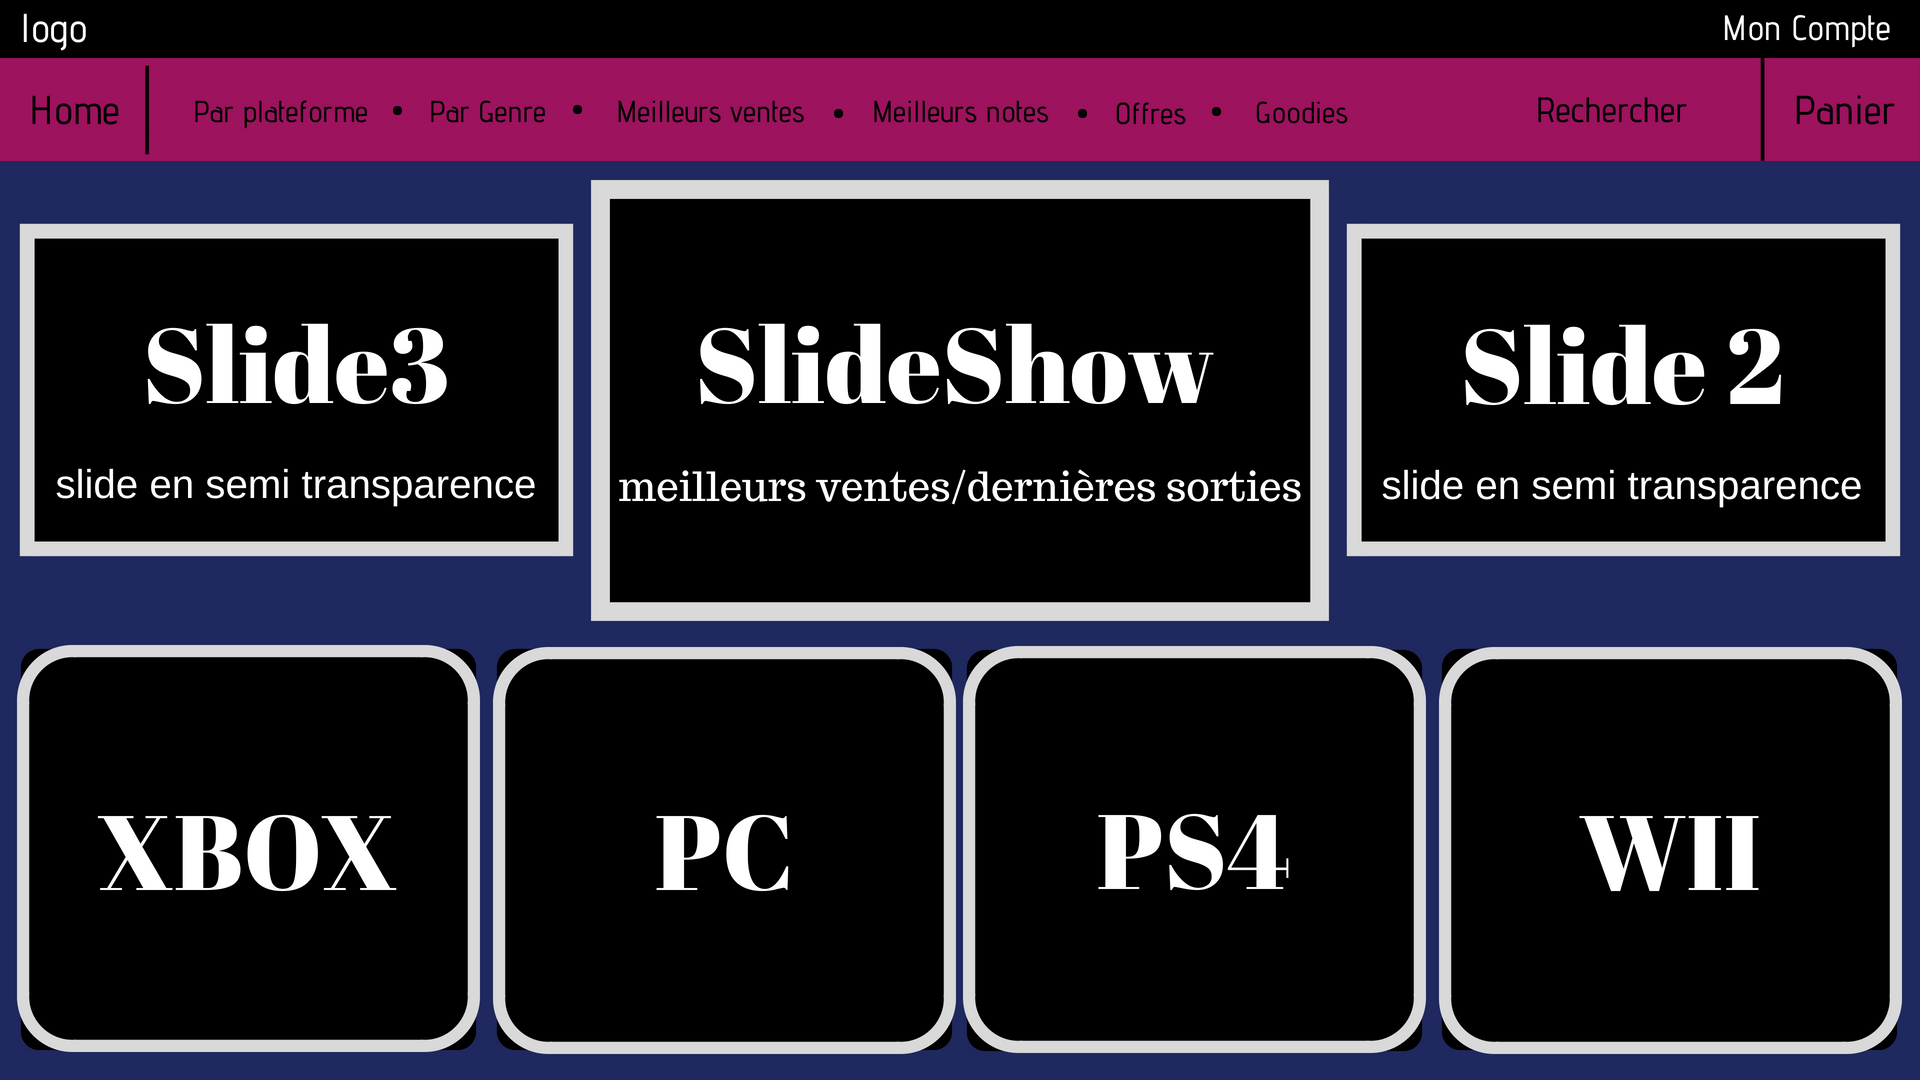 logo
Mon Compte
Home
Par plateforme • Par Genre • Meilleurs ventes • Meilleurs notes • Offres • Goodies
Rechercher
Panier
Slide3
slide en semi transparence
SlideShow
meilleurs ventes/dernières sorties
Slide 2
slide en semi transparence
XBOX
PC
PS4
WII